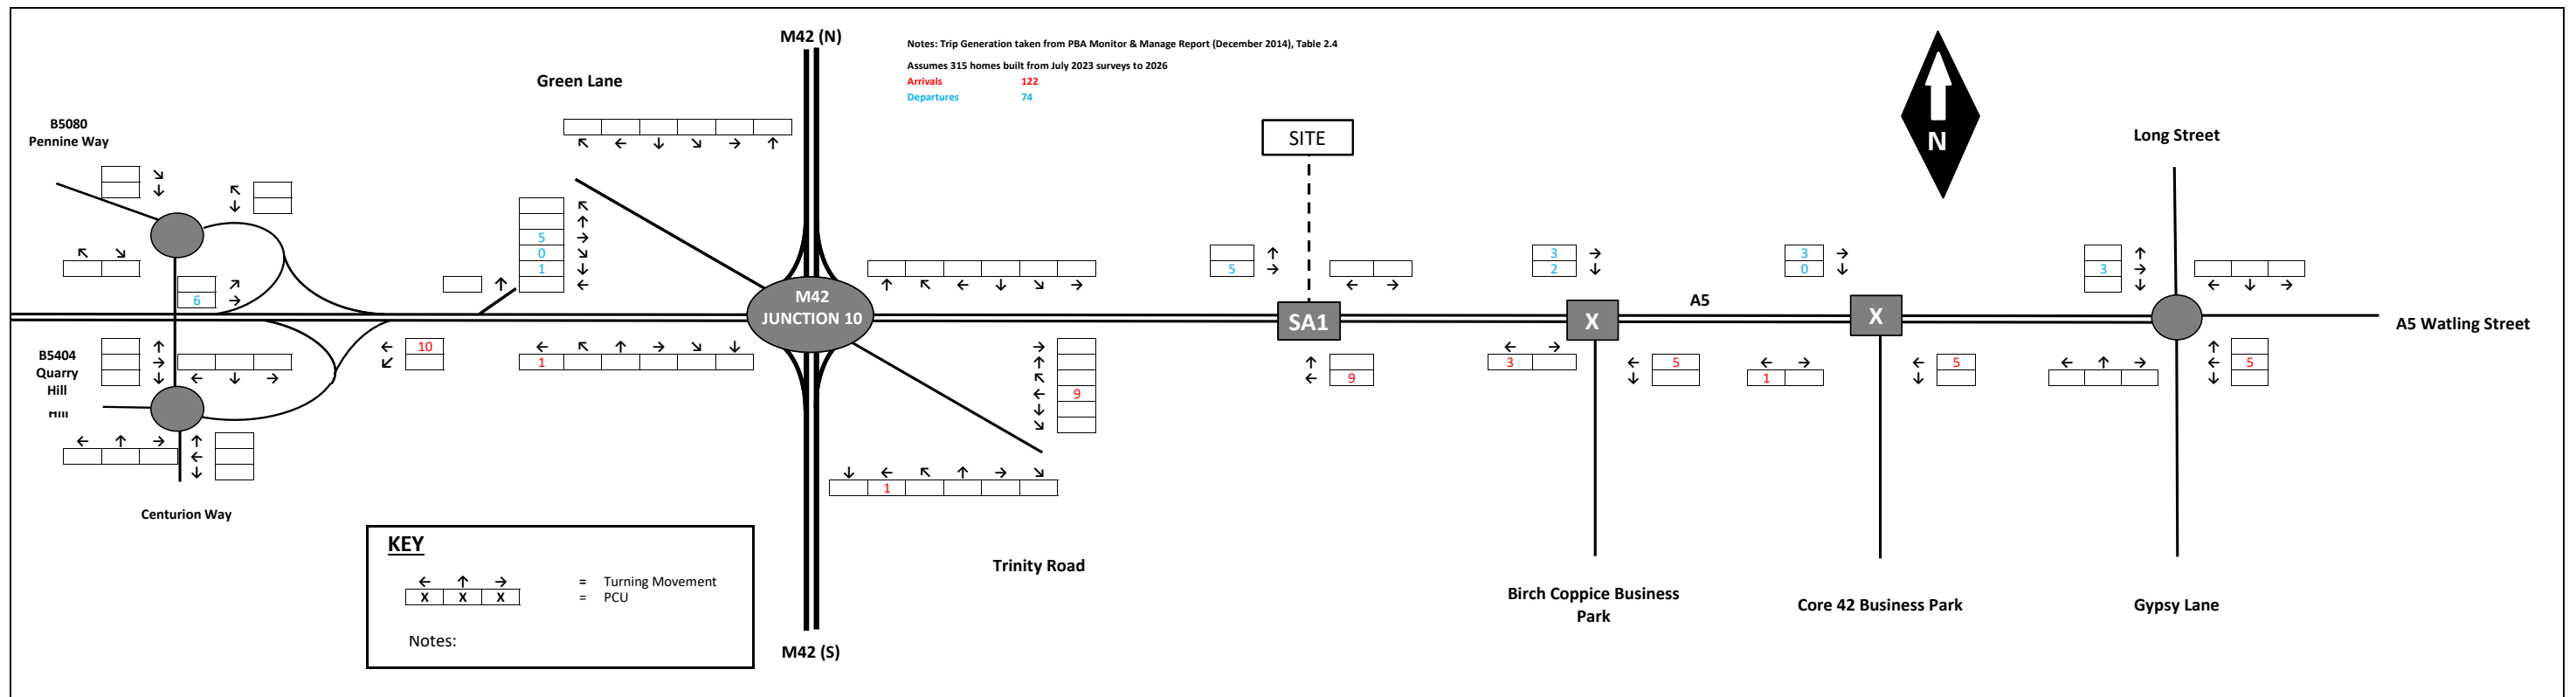 M42 (N)
Notes: Trip Generation taken from PBA Monitor & Manage Report (December 2014), Table 2.4
Assumes 315 homes built from July 2023 surveys to 2026
Arrivals 122
Departures 74
Green Lane
B5080
Pennine Way
SITE
N
Long Street
5
0
1
6
M42
JUNCTION 10
5
SA1
3
2
X
A5
3
0
X
3
A5 Watling Street
B5404
Quarry
Hill
Hill
10
1
9
9
3
5
1
5
5
1
Centurion Way
Trinity Road
Birch Coppice Business
Park
Core 42 Business Park
Gypsy Lane
KEY
← ↑ → = Turning Movement
X X X = PCU
Notes:
M42 (S)